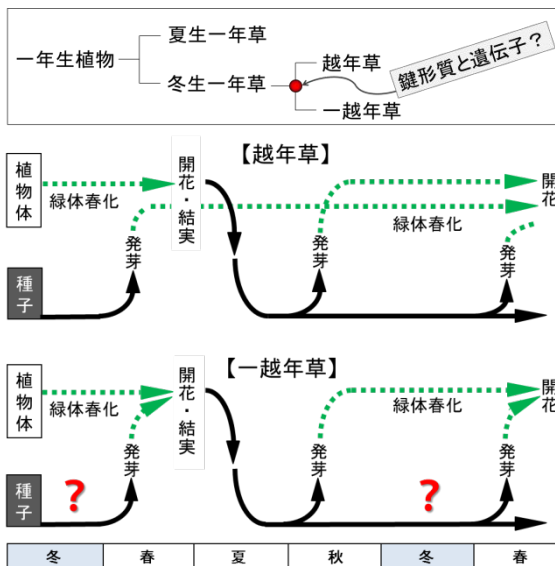 一年生植物
夏生一年草
冬生一年草
越年草
一越年草
鍵形質と遺伝子？
【越年草】
植物体
緑体春化
開花・結実
発芽
種子
発芽
緑体春化
発芽
開花
【一越年草】
植物体
緑体春化
開花・結実
発芽
種子
?
発芽
緑体春化
?
発芽
開花
冬 春 夏 秋 冬 春